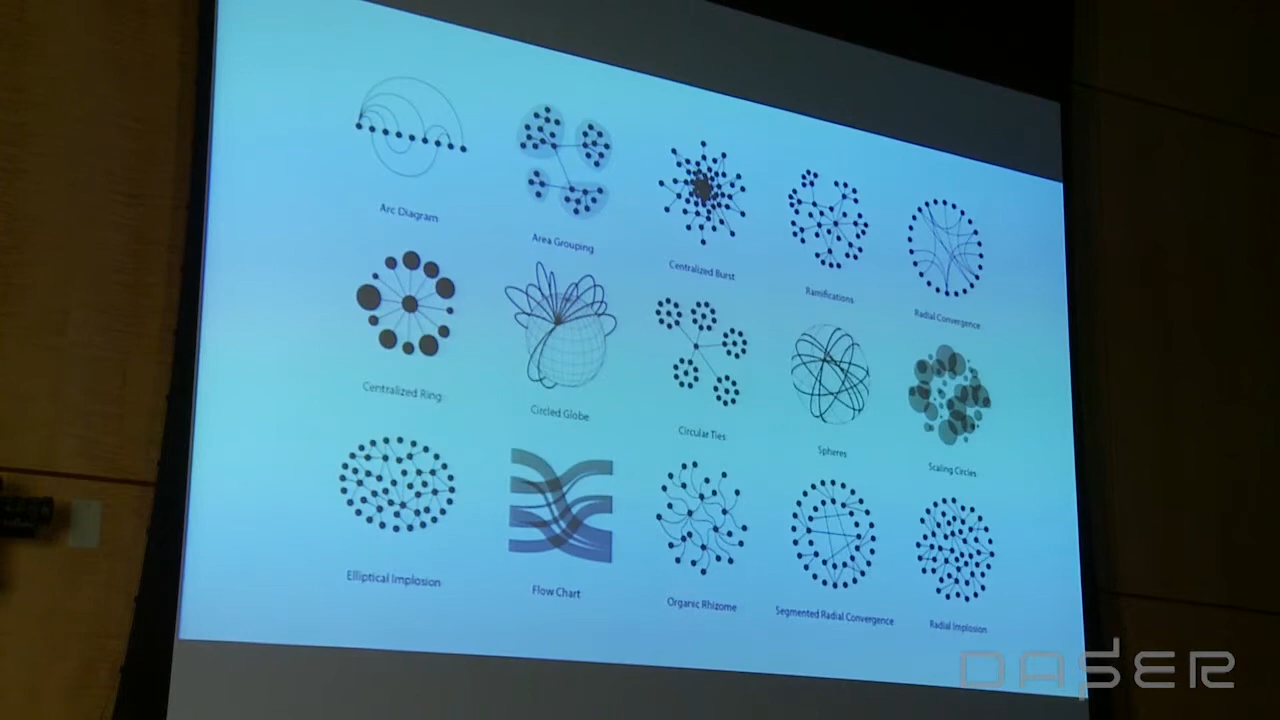 Arc Diagram
Area Grouping
Centralized Burst
Ramifications
Radial Convergence
Centralized Ring
Circled Globe
Circular Ties
Spheres
Scaling Circles
Elliptical Implosion
Flow Chart
Organic Rhizome
Segmented Radial Convergence
Radial Implosion
DASER